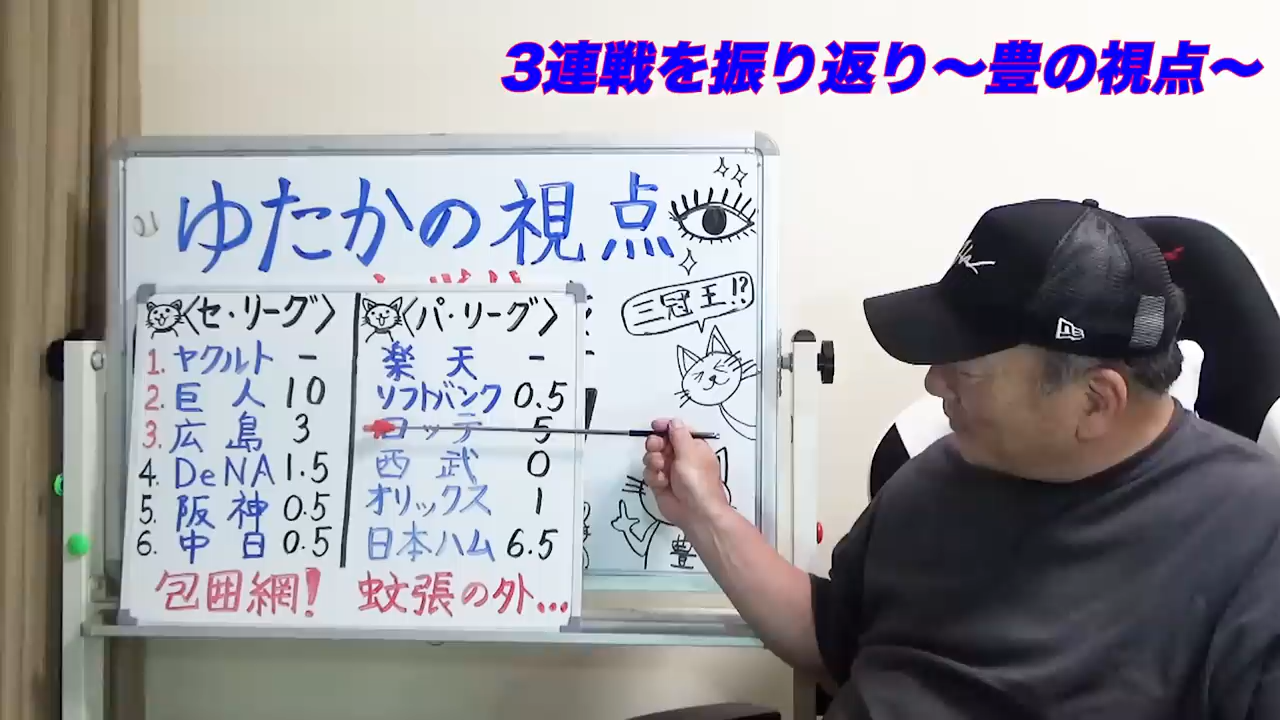 3連戦を振り返り〜豊の視点〜
ゆたかの視点
三冠王!?
〈セ・リーグ〉
1. ヤクルト -
2. 巨人 10
3. 広島 3
4. DeNA 1.5
5. 阪神 0.5
6. 中日 0.5
包囲網!
〈パ・リーグ〉
楽天 -
ソフトバンク 0.5
ロッテ 5
西武 0
オリックス 1
日本ハム 6.5
蚊張の外...
豊